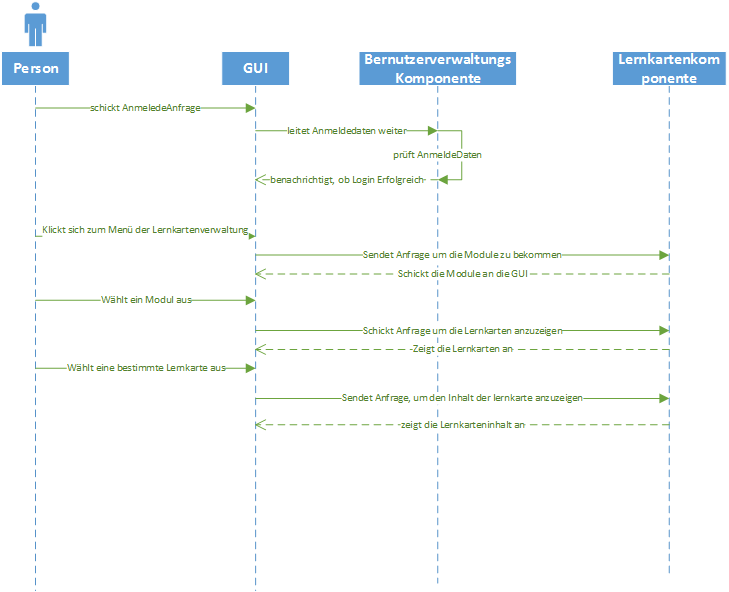 Person
GUI
Bernutzerverwaltungs
Komponente
Lernkartenkom
ponente
schickt AnmeledeAnfrage
leitet Anmeldedaten weiter
prüft AnmeldeDaten
benachrichtigt, ob Login Erfolgreich
Klickt sich zum Menü der Lernkartenverwaltung
Sendet Anfrage um die Module zu bekommen
Schickt die Module an die GUI
Wählt ein Modul aus
Schickt Anfrage um die Lernkarten anzuzeigen
Zeigt die Lernkarten an
Wählt eine bestimmte Lernkarte aus
Sendet Anfrage, um den Inhalt der lernkarte anzuzeigen
zeigt die Lernkarteninhalt an